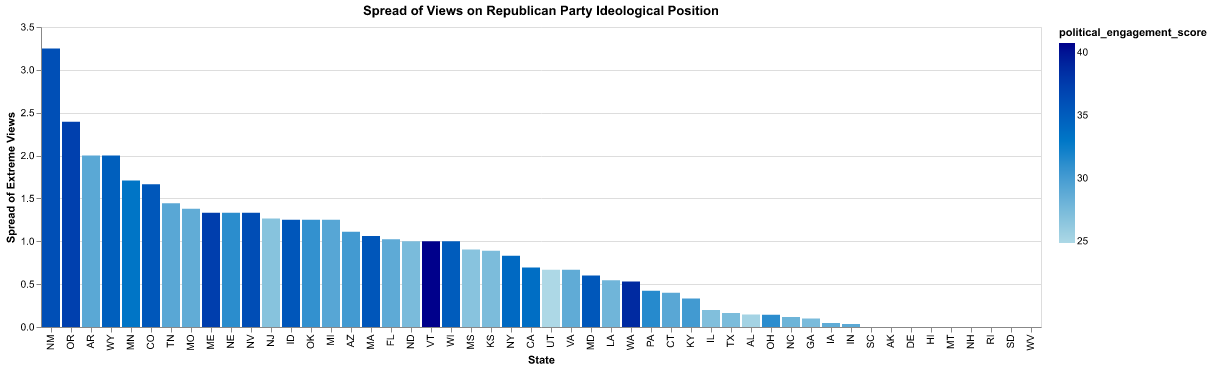 Spread of Views on Republican Party Ideological Position
3.5
3.0
2.5
2.0
1.5
1.0
0.5
0.0
Spread of Extreme Views
NM OR AR WY MN CO TN MO ME NE NV NJ ID OK MI AZ MA FL ND VT WI MS KS NY CA UT VA MD LA WA PA CT KY IL TX AL OH NC GA IA IN SC AK DE HI MT NH RI SD WV
State
political_engagement_score
40
35
30
25